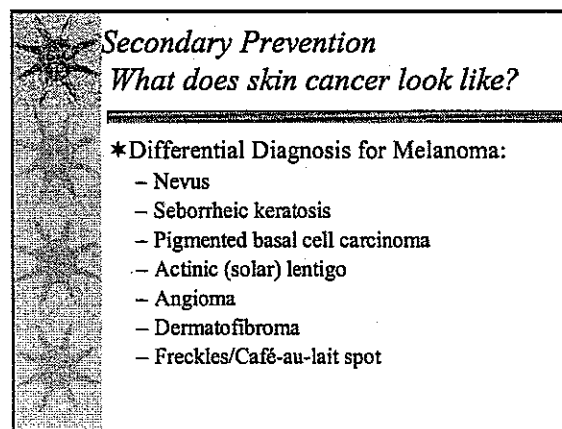 Secondary Prevention
What does skin cancer look like?
∗Differential Diagnosis for Melanoma:
– Nevus
– Seborrheic keratosis
– Pigmented basal cell carcinoma
– Actinic (solar) lentigo
– Angioma
– Dermatofibroma
– Freckles/Café-au-lait spot